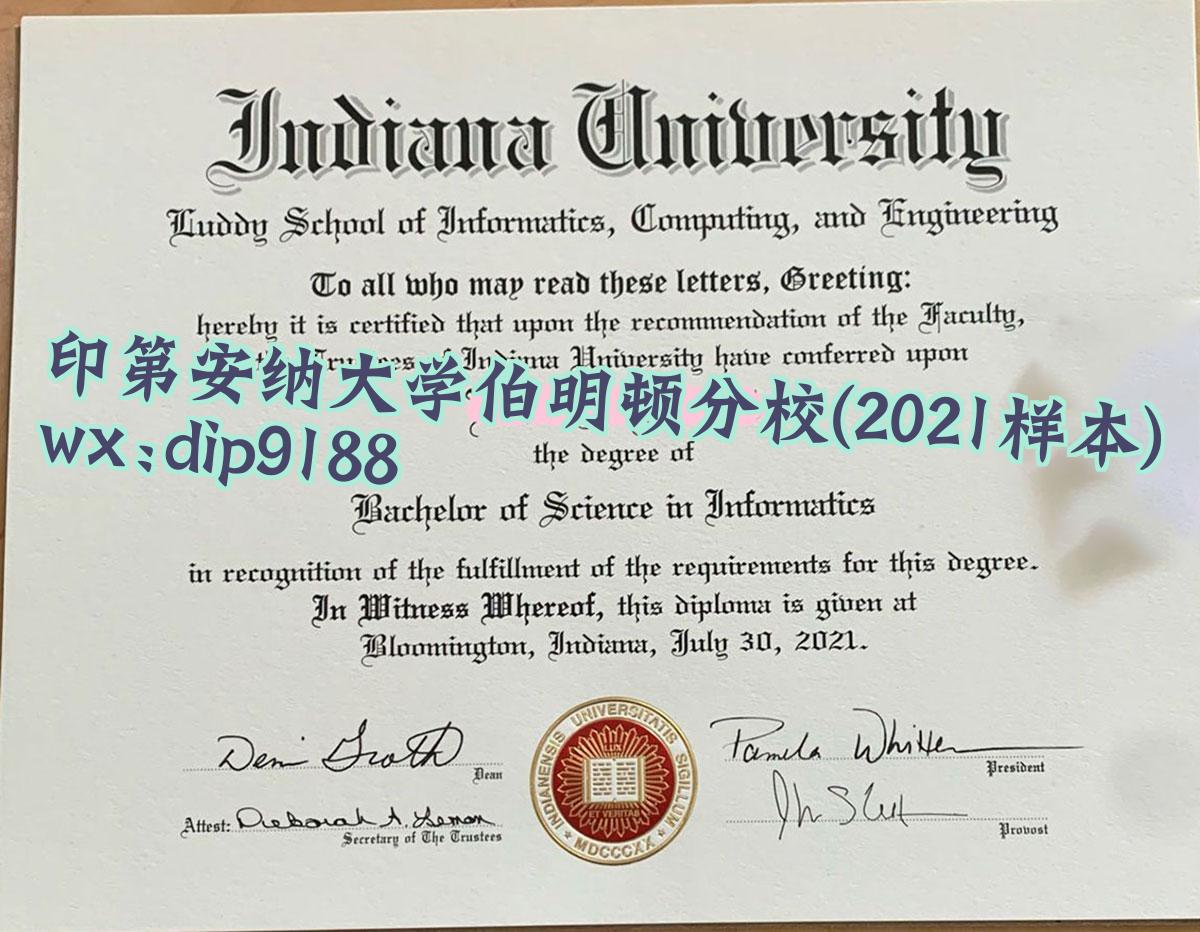 Indiana University
Luddy School of Informatics, Computing, and Engineering
To all who may read these letters, Greeting:
hereby it is certified that upon the recommendation of the Faculty,
Indiana University have conferred upon
印第安纳大学伯明顿分校(2021样本)
wx:dip9188
the degree of
Bachelor of Science in Informatics
in recognition of the fulfillment of the requirements for this degree.
In Witness Whereof, this diploma is given at
Bloomington, Indiana, July 30, 2021.
Dean
Pamela Whitten
President
Attest: Deborah A. Lemon
Secretary of The Trustees
Provost
INDIANENSIS UNIVERSITATIS SIGILLUM
LUX
ET VERITAS
MDCCCXX